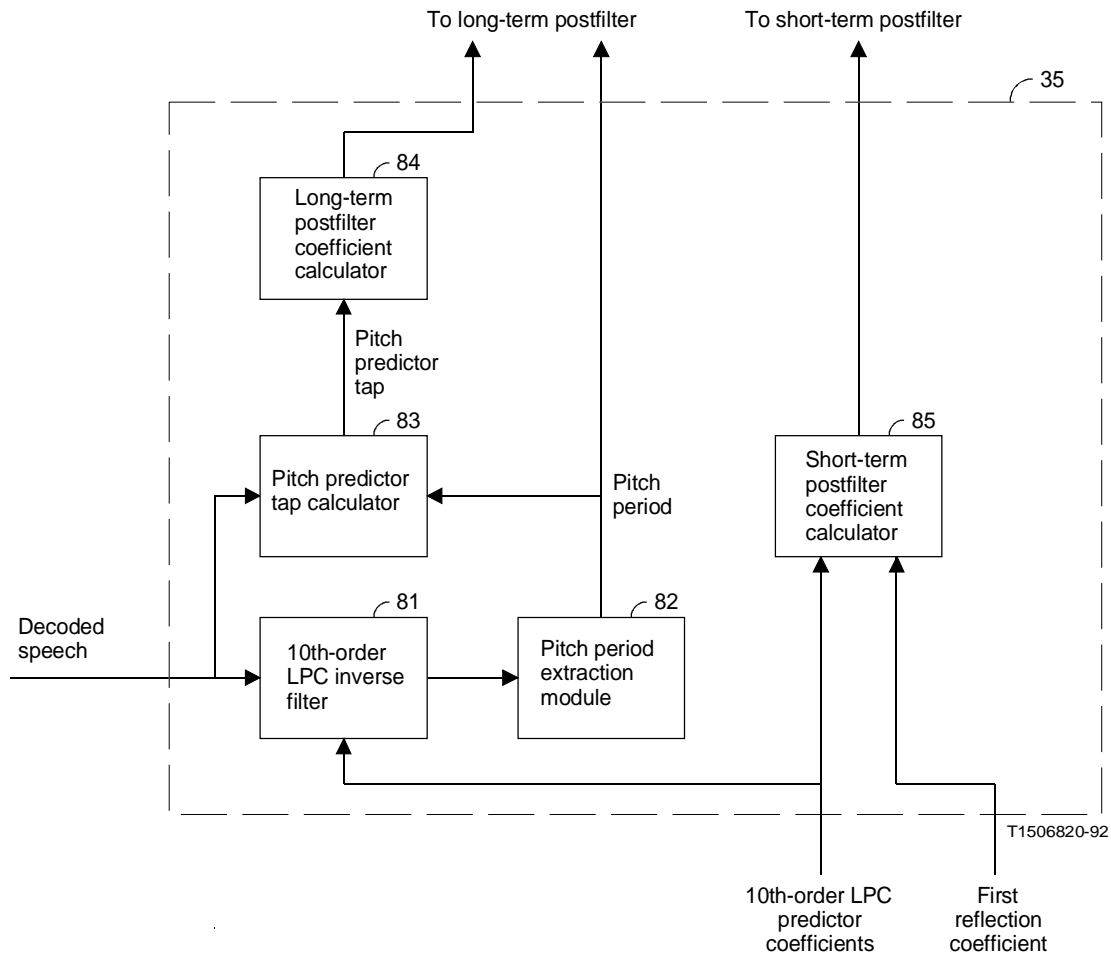 To long-term postfilter
To short-term postfilter
35
84
Long-term
postfilter
coefficient
calculator
Pitch
predictor
tap
83
Pitch predictor
tap calculator
Pitch
period
85
Short-term
postfilter
coefficient
calculator
Decoded
speech
81
10th-order
LPC inverse
filter
82
Pitch period
extraction
module
T1506820-92
10th-order LPC
predictor
coefficients
First
reflection
coefficient